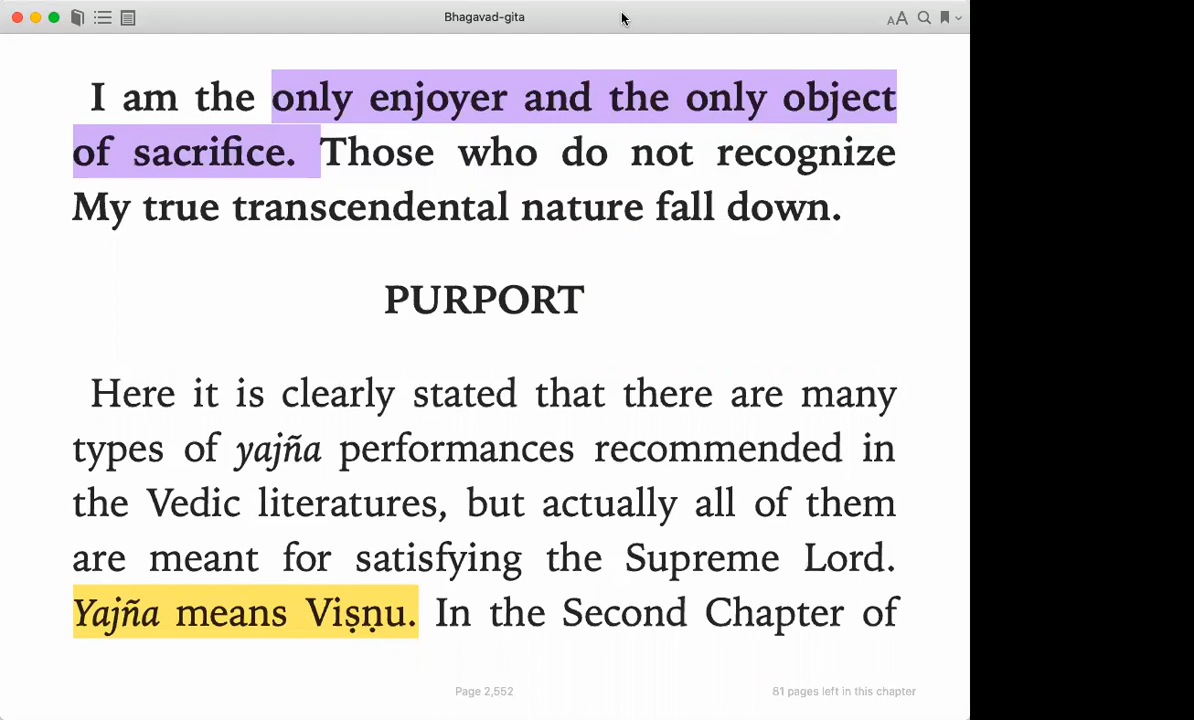 Bhagavad-gita
AA
I am the only enjoyer and the only object
of sacrifice. Those who do not recognize
My true transcendental nature fall down.
PURPORT
Here it is clearly stated that there are many
types of yajña performances recommended in
the Vedic literatures, but actually all of them
are meant for satisfying the Supreme Lord.
Yajña means Viṣṇu. In the Second Chapter of
Page 2,552
81 pages left in this chapter